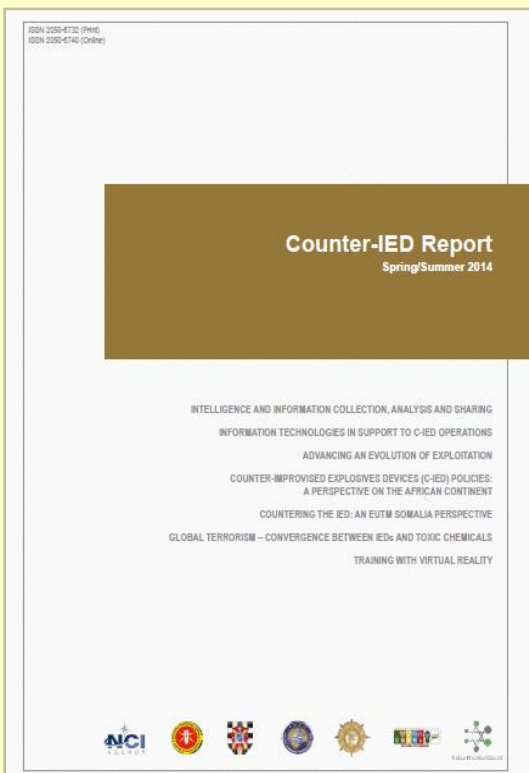 ISSN 2050-6732 (Print)
ISSN 2050-6740 (Online)
Counter-IED Report
Spring/Summer 2014
INTELLIGENCE AND INFORMATION COLLECTION, ANALYSIS AND SHARING
INFORMATION TECHNOLOGIES IN SUPPORT TO C-IED OPERATIONS
ADVANCING AN EVOLUTION OF EXPLOITATION
COUNTER-IMPROVISED EXPLOSIVES DEVICES (C-IED) POLICIES:
A PERSPECTIVE ON THE AFRICAN CONTINENT
COUNTERING THE IED: AN EUTM SOMALIA PERSPECTIVE
GLOBAL TERRORISM – CONVERGENCE BETWEEN IEDs AND TOXIC CHEMICALS
TRAINING WITH VIRTUAL REALITY
NCI
AGENCY